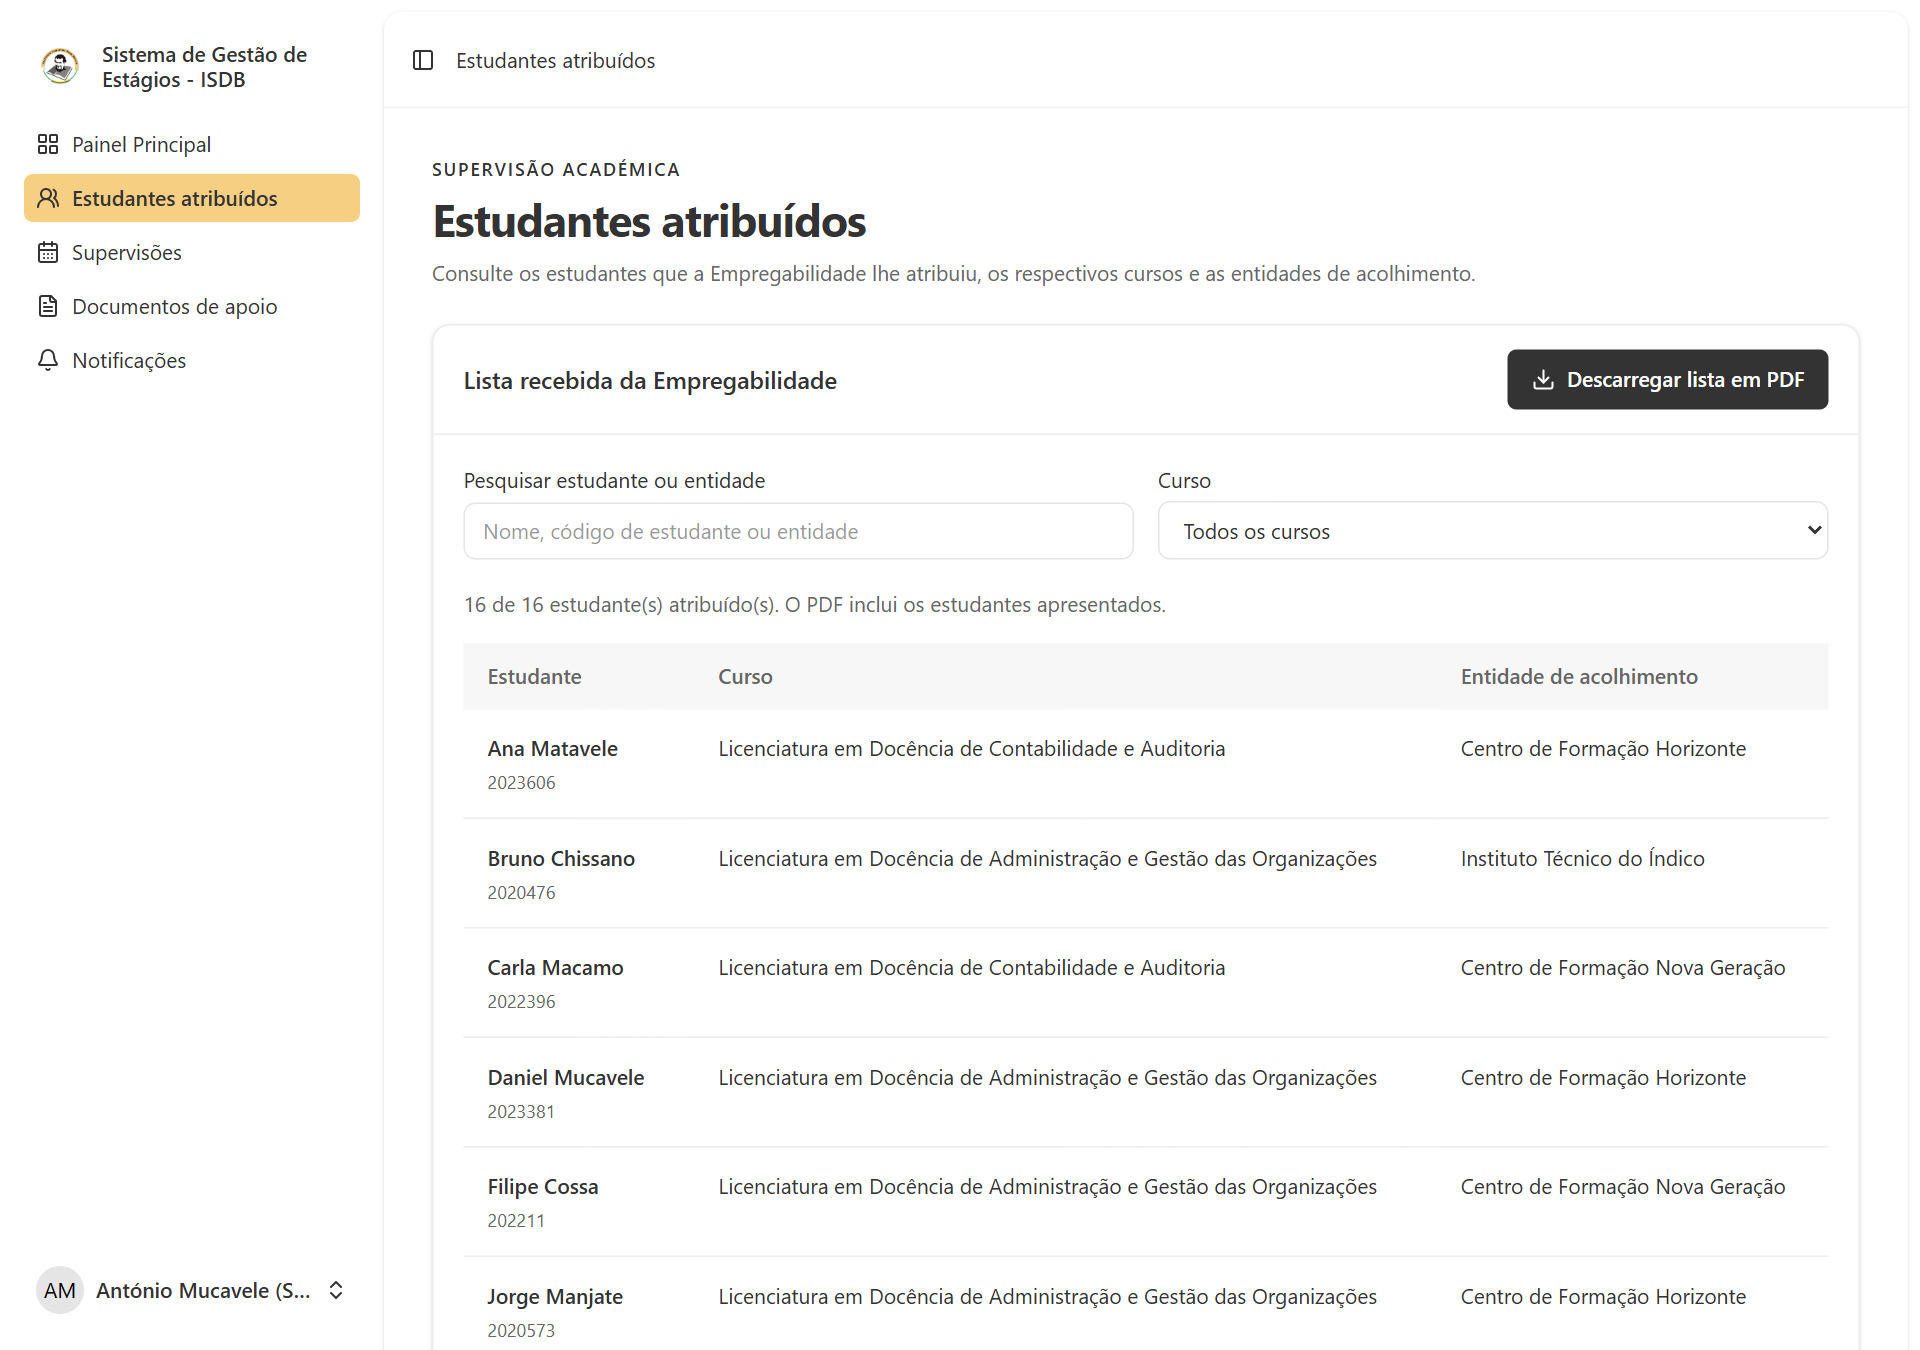 Sistema de Gestão de
Estágios - ISDB
Painel Principal
Estudantes atribuídos
Supervisões
Documentos de apoio
Notificações
AM António Mucavele (S...
Estudantes atribuídos
SUPERVISÃO ACADÉMICA
Estudantes atribuídos
Consulte os estudantes que a Empregabilidade lhe atribuiu, os respectivos cursos e as entidades de acolhimento.
Lista recebida da Empregabilidade
Descarregar lista em PDF
Pesquisar estudante ou entidade
Nome, código de estudante ou entidade
Curso
Todos os cursos
16 de 16 estudante(s) atribuído(s). O PDF inclui os estudantes apresentados.
Estudante Curso Entidade de acolhimento
Ana Matavele Licenciatura em Docência de Contabilidade e Auditoria Centro de Formação Horizonte
2023606
Bruno Chissano Licenciatura em Docência de Administração e Gestão das Organizações Instituto Técnico do Índico
2020476
Carla Macamo Licenciatura em Docência de Contabilidade e Auditoria Centro de Formação Nova Geração
2022396
Daniel Mucavele Licenciatura em Docência de Administração e Gestão das Organizações Centro de Formação Horizonte
2023381
Filipe Cossa Licenciatura em Docência de Administração e Gestão das Organizações Centro de Formação Nova Geração
202211
Jorge Manjate Licenciatura em Docência de Administração e Gestão das Organizações Centro de Formação Horizonte
2020573